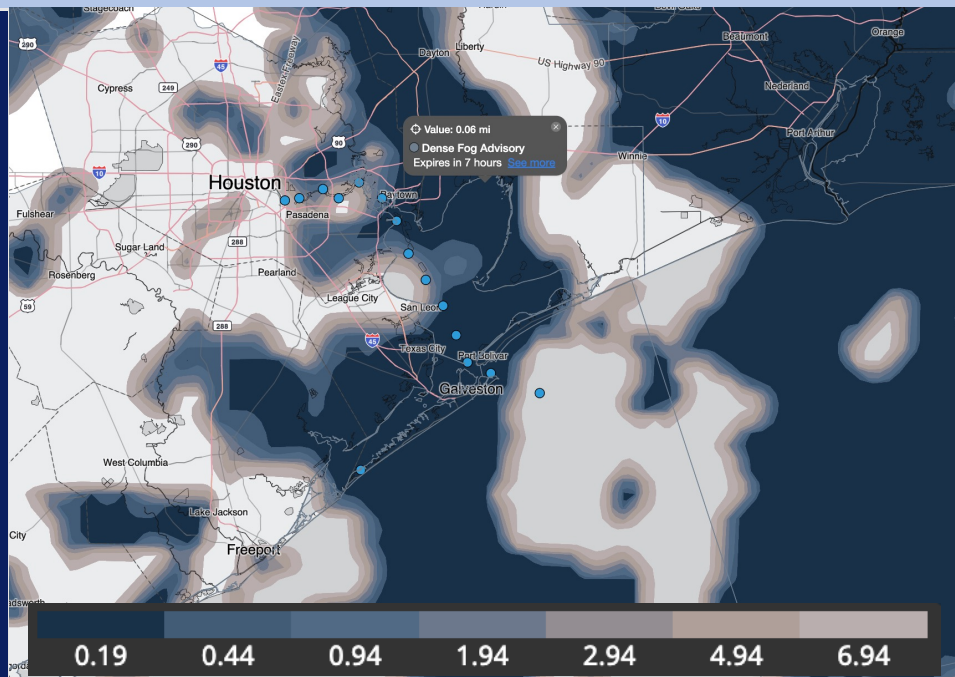 Stagecoach
290
45
Eastex Freeway
Dayton
Liberty
US Highway 90
Beaumont
Orange
Cypress
249
Nederland
290
90
10
Port Arthur
Value: 0.06 mi
Dense Fog Advisory
Expires in 7 hours See more
Winnie
10
Houston
Baytown
Fulshear
Pasadena
Sugar Land
288
Rosenberg
Pearland
League City
San Leon
59
288
45
Texas City
Port Bolivar
Galveston
West Columbia
Lake Jackson
City
Freeport
0.19 0.44 0.94 1.94 2.94 4.94 6.94